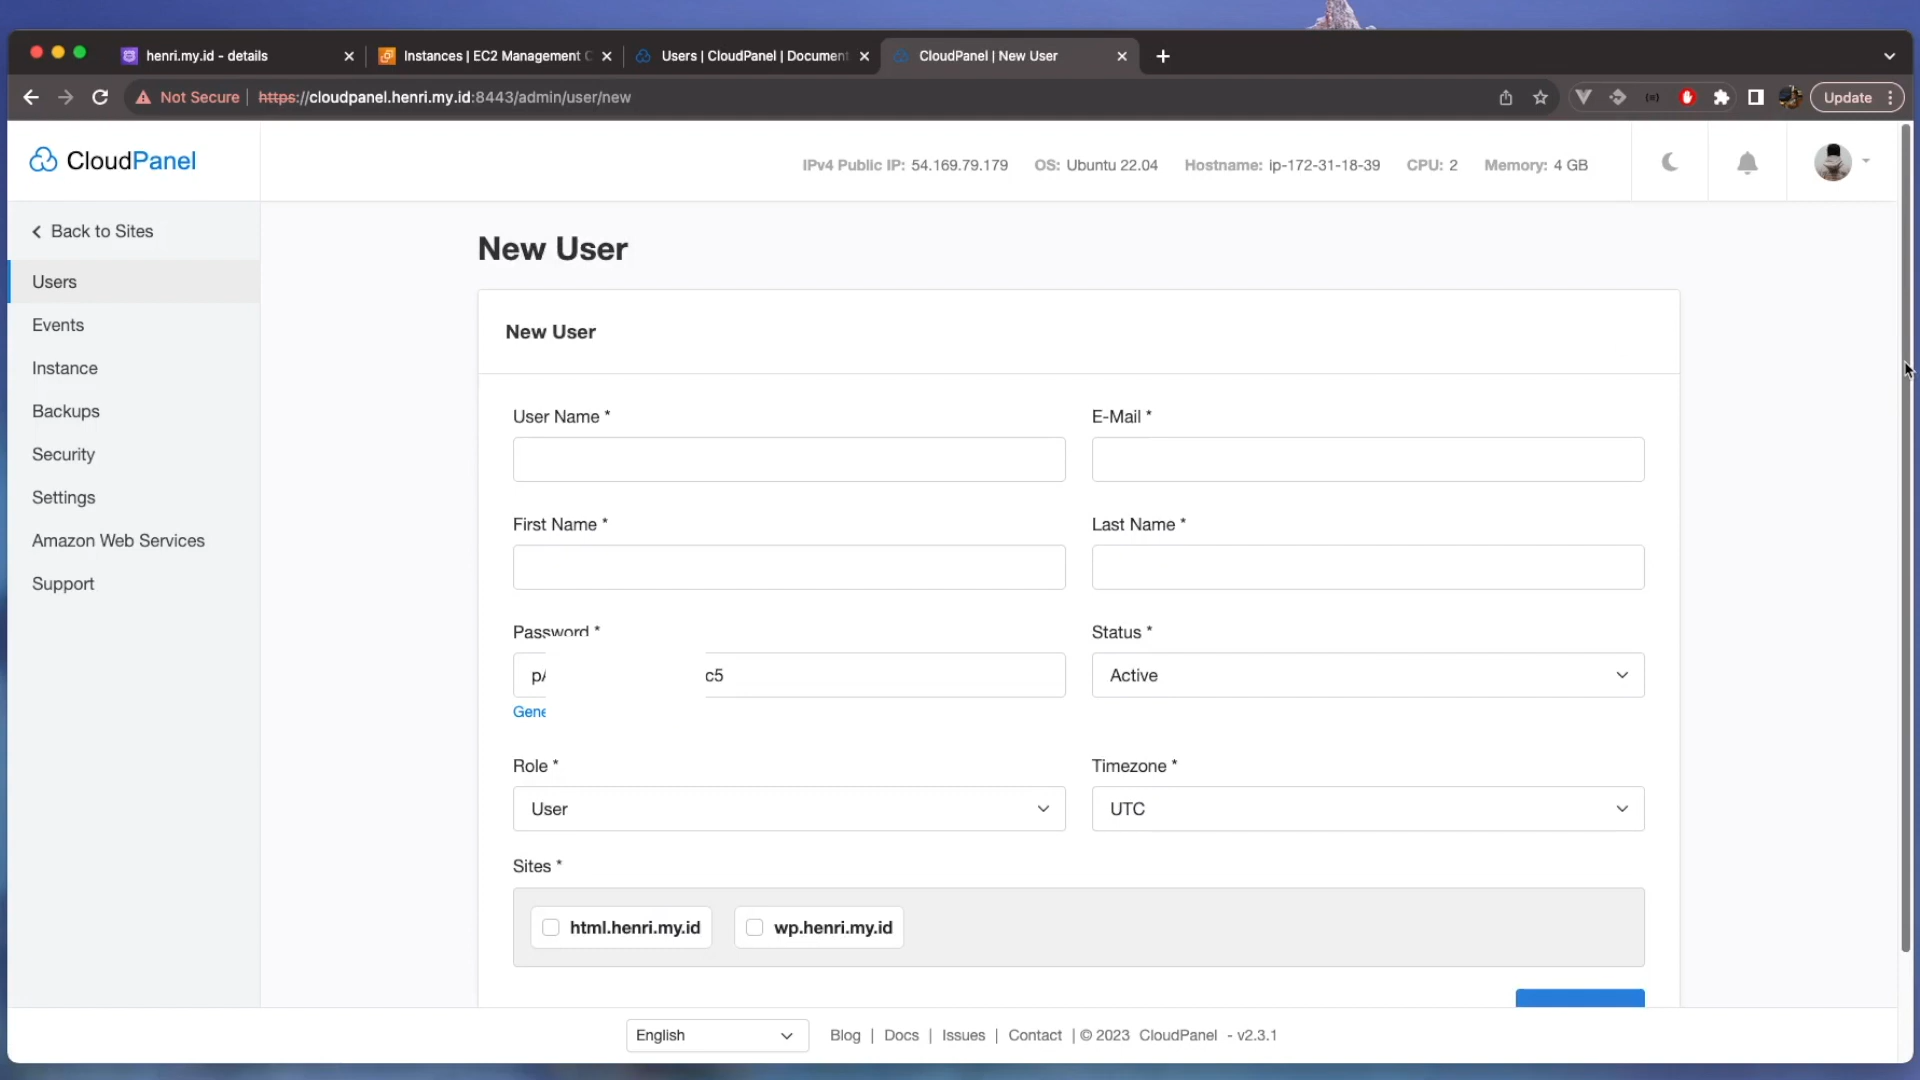 henri.my.id - details
Instances | EC2 Management C
Users | CloudPanel | Document
CloudPanel | New User
Not Secure
https://cloudpanel.henri.my.id:8443/admin/user/new
Update
CloudPanel
IPv4 Public IP: 54.169.79.179
OS: Ubuntu 22.04
Hostname: ip-172-31-18-39
CPU: 2
Memory: 4 GB
Back to Sites
Users
Events
Instance
Backups
Security
Settings
Amazon Web Services
Support
New User
New User
User Name *
E-Mail *
First Name *
Last Name *
Password *
Status *
c5
Active
Gene
Role *
Timezone *
User
UTC
Sites *
html.henri.my.id
wp.henri.my.id
English
Blog | Docs | Issues | Contact | © 2023 CloudPanel - v2.3.1